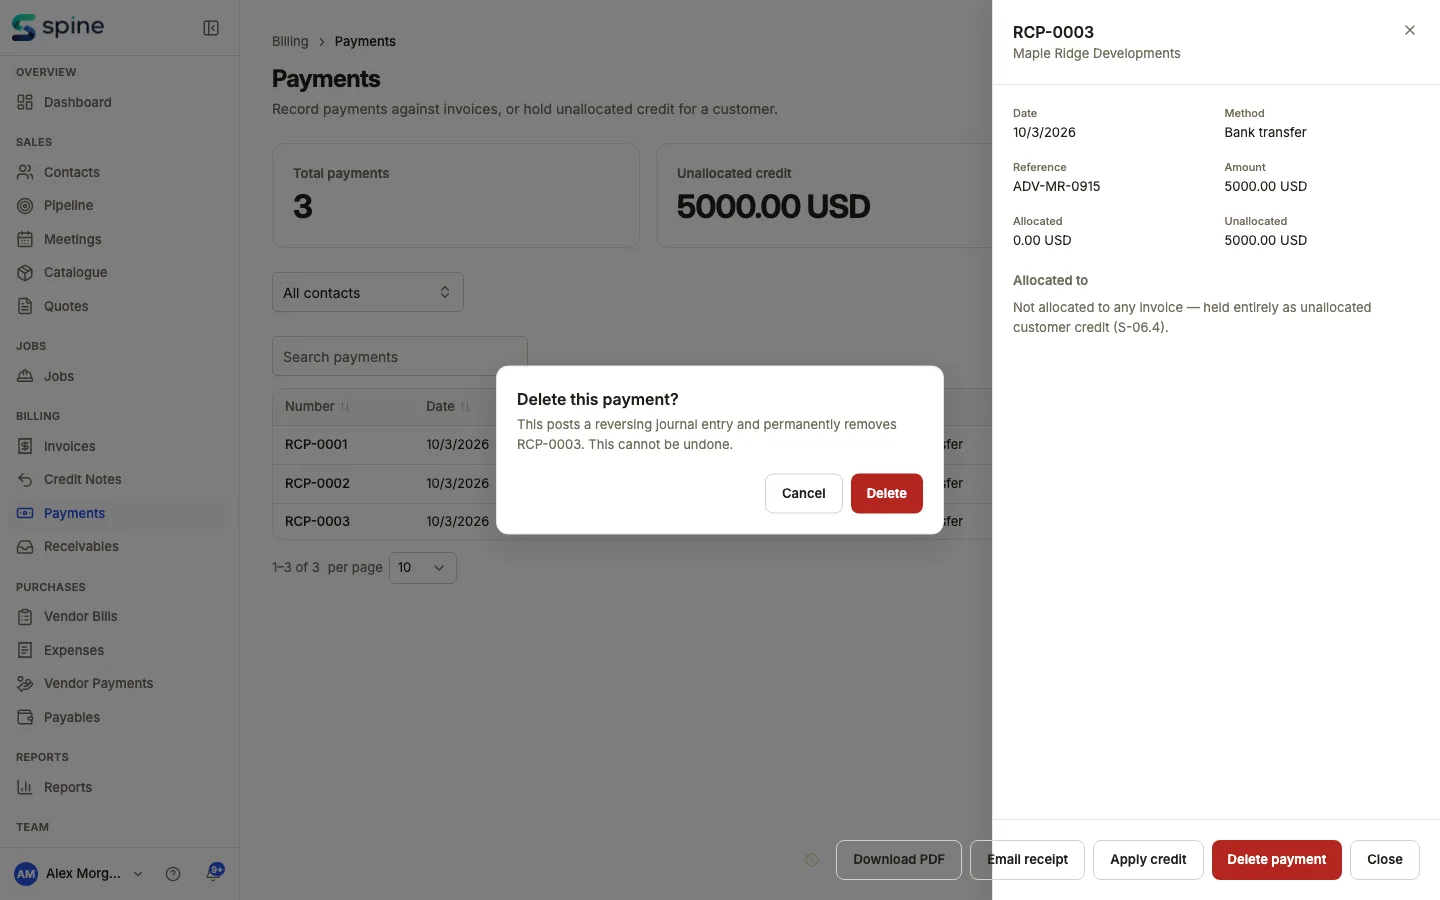 spine
OVERVIEW
Dashboard
SALES
Contacts
Pipeline
Meetings
Catalogue
Quotes
JOBS
Jobs
BILLING
Invoices
Credit Notes
Payments
Receivables
PURCHASES
Vendor Bills
Expenses
Vendor Payments
Payables
REPORTS
Reports
TEAM
AM Alex Morg... 9+
Billing > Payments
Payments
Record payments against invoices, or hold unallocated credit for a customer.
Total payments
3
Unallocated credit
5000.00 USD
All contacts
Search payments
Number Date
RCP-0001 10/3/2026 sfer
RCP-0002 10/3/2026 sfer
RCP-0003 10/3/2026 sfer
1–3 of 3 per page 10
Delete this payment?
This posts a reversing journal entry and permanently removes
RCP-0003. This cannot be undone.
Cancel Delete
RCP-0003
Maple Ridge Developments
Date Method
10/3/2026 Bank transfer
Reference Amount
ADV-MR-0915 5000.00 USD
Allocated Unallocated
0.00 USD 5000.00 USD
Allocated to
Not allocated to any invoice — held entirely as unallocated
customer credit (S-06.4).
Download PDF Email receipt Apply credit Delete payment Close